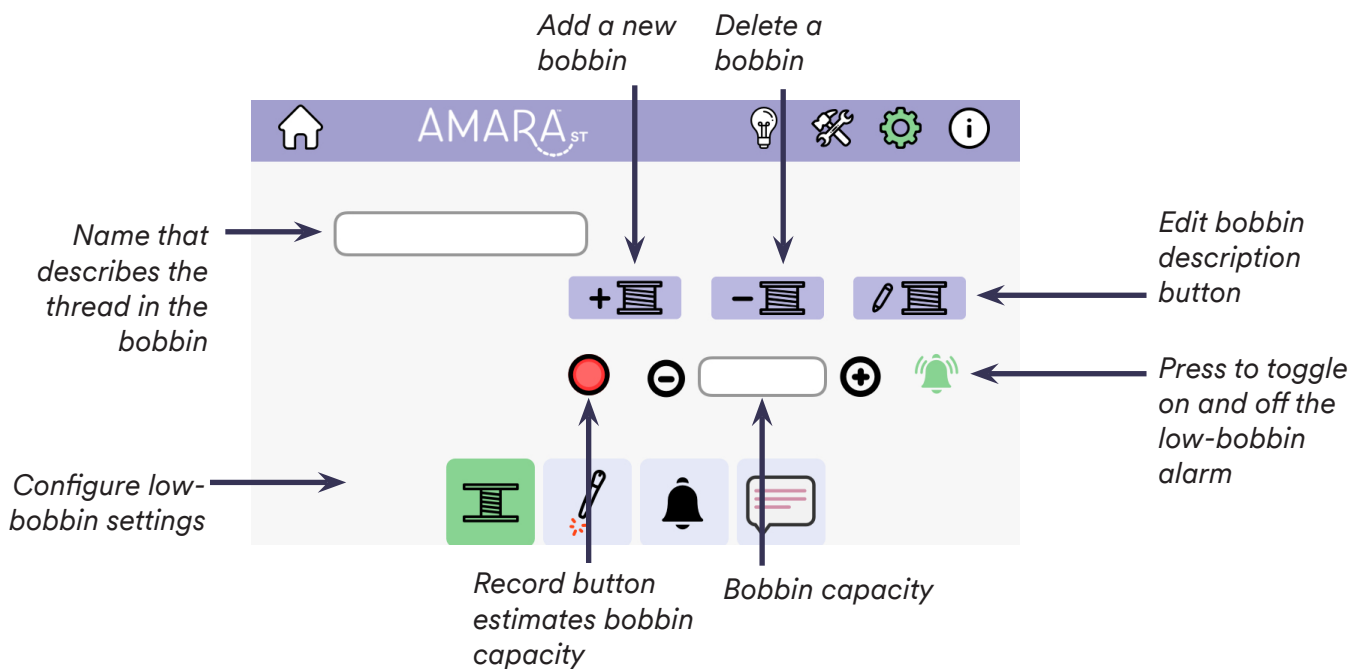 Add a new
bobbin
Delete a
bobbin
AMARA™ ST
i
Name that
describes the
thread in the
bobbin
Edit bobbin
description
button
+
-
Press to toggle
on and off the
low-bobbin
alarm
Configure low-
bobbin settings
Record button
estimates bobbin
capacity
Bobbin capacity